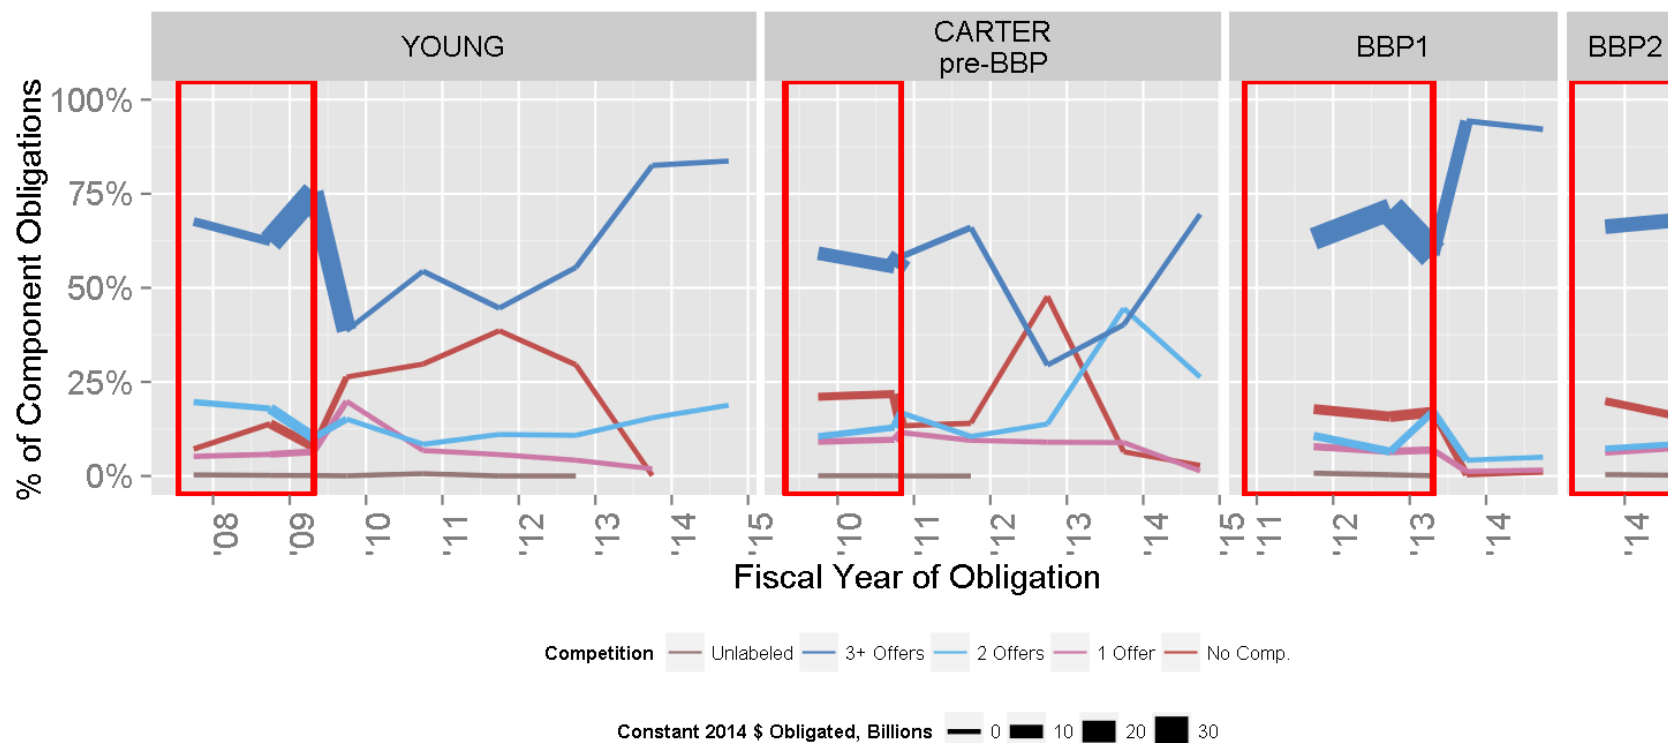 YOUNG
CARTER
pre-BBP
BBP1
BBP2
% of Component Obligations
100%
75%
50%
25%
0%
'08 '09 '10 '11 '12 '13 '14 '15
'10 '11 '12 '13 '14 '15
'11 '12 '13 '14
'14
Fiscal Year of Obligation
Competition Unlabeled 3+ Offers 2 Offers 1 Offer No Comp.
Constant 2014 $ Obligated, Billions 0 10 20 30